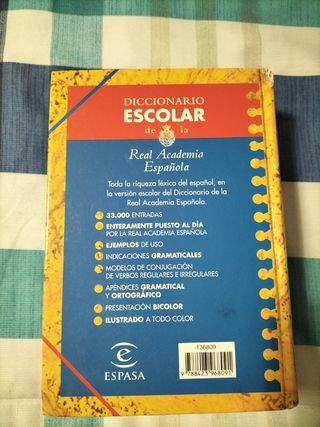 DICCIONARIO
ESCOLAR
de la
Real Academia
Española
Toda la riqueza léxica del español, en
la versión escolar del Diccionario de la
Real Academia Española.
33.000 ENTRADAS
ENTERAMENTE PUESTO AL DÍA
POR LA REAL ACADEMIA ESPAÑOLA
EJEMPLOS DE USO
INDICACIONES GRAMATICALES
MODELOS DE CONJUGACIÓN
DE VERBOS REGULARES E IRREGULARES
APÉNDICES GRAMATICAL
Y ORTOGRÁFICO
PRESENTACIÓN BICOLOR
ILUSTRADO A TODO COLOR
136809
9 788423 968091
ESPASA